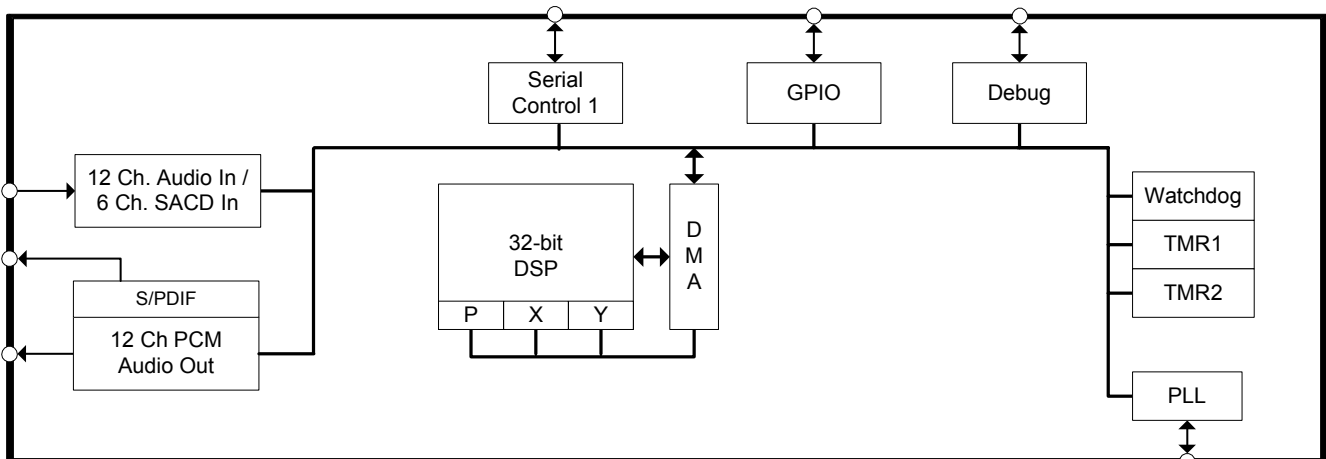 Serial
Control 1
GPIO
Debug
12 Ch. Audio In /
6 Ch. SACD In
S/PDIF
12 Ch PCM
Audio Out
32-bit
DSP
P
X
Y
D
M
A
Watchdog
TMR1
TMR2
PLL